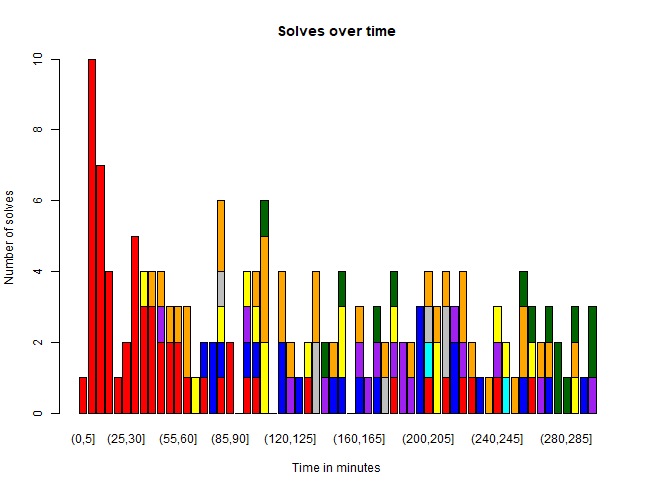 Solves over time
Number of solves
10
8
6
4
2
0
(0,5] (25,30] (55,60] (85,90] (120,125] (160,165] (200,205] (240,245] (280,285]
Time in minutes